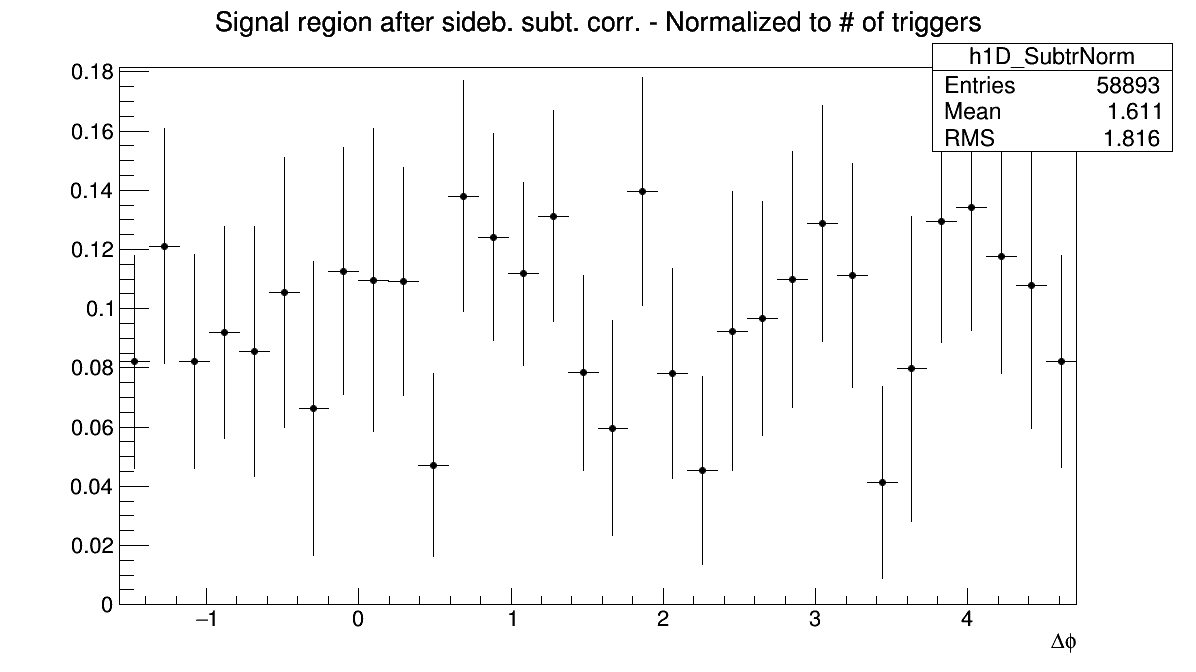 Signal region after sideb. subt. corr. - Normalized to # of triggers
h1D_SubtrNorm
Entries 58893
Mean 1.611
RMS 1.816
0.18
0.16
0.14
0.12
0.1
0.08
0.06
0.04
0.02
0
−1 0 1 2 3 4
Δϕ